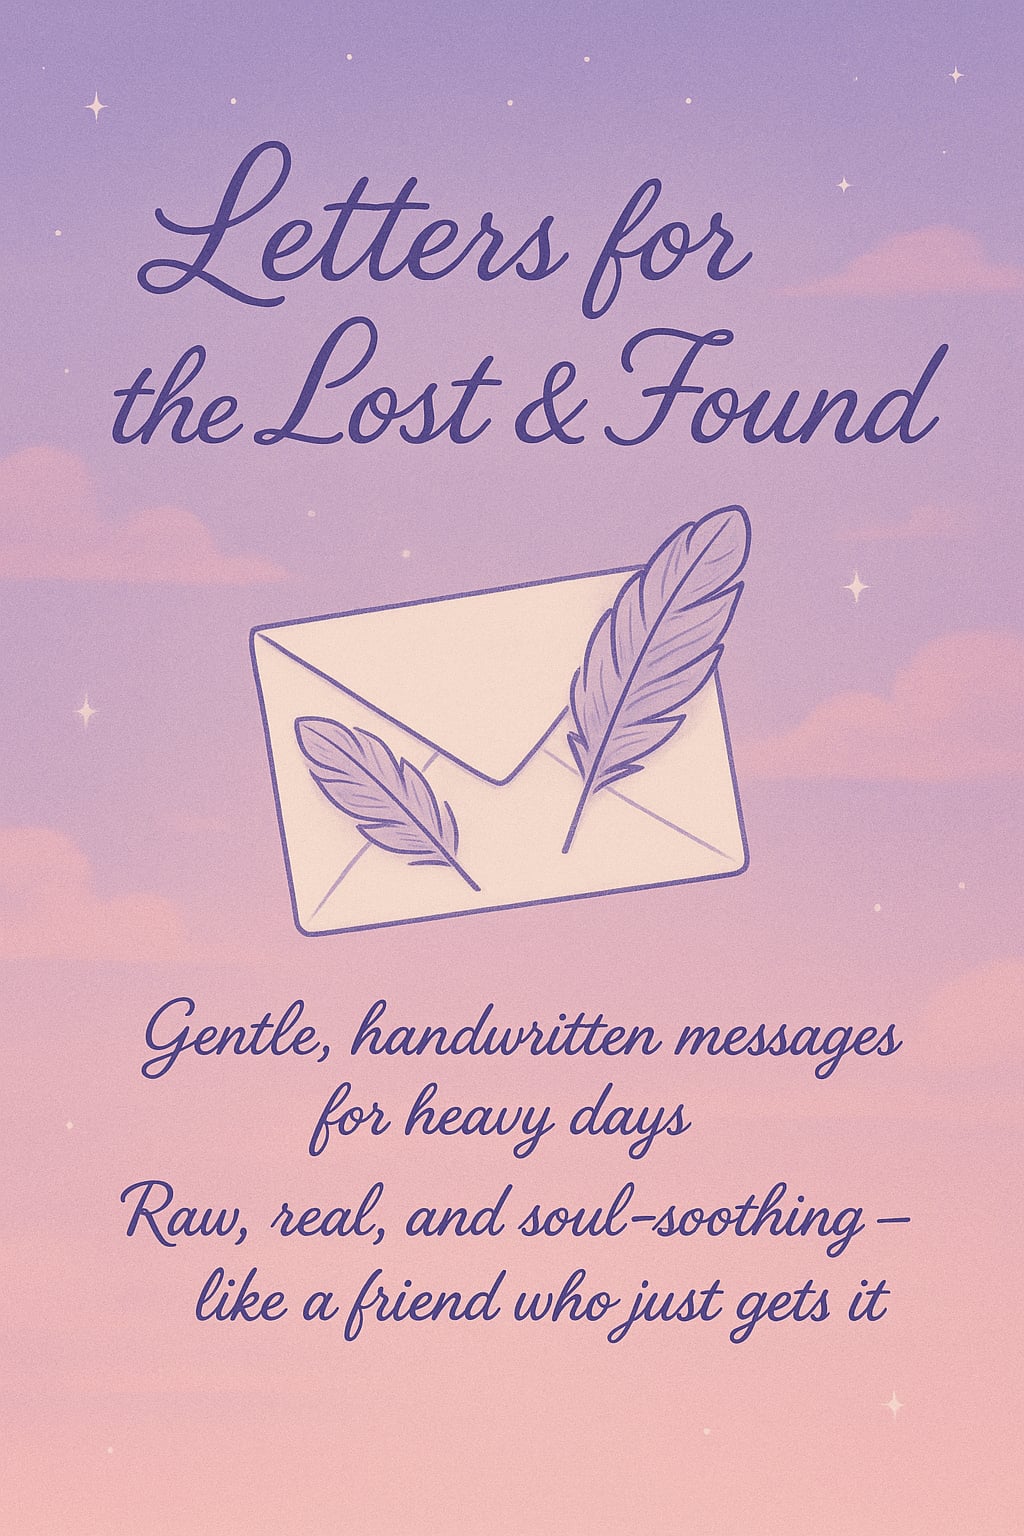 Letters for
the Lost & Found
Gentle, handwritten messages
for heavy days
Raw, real, and soul-soothing –
like a friend who just gets it